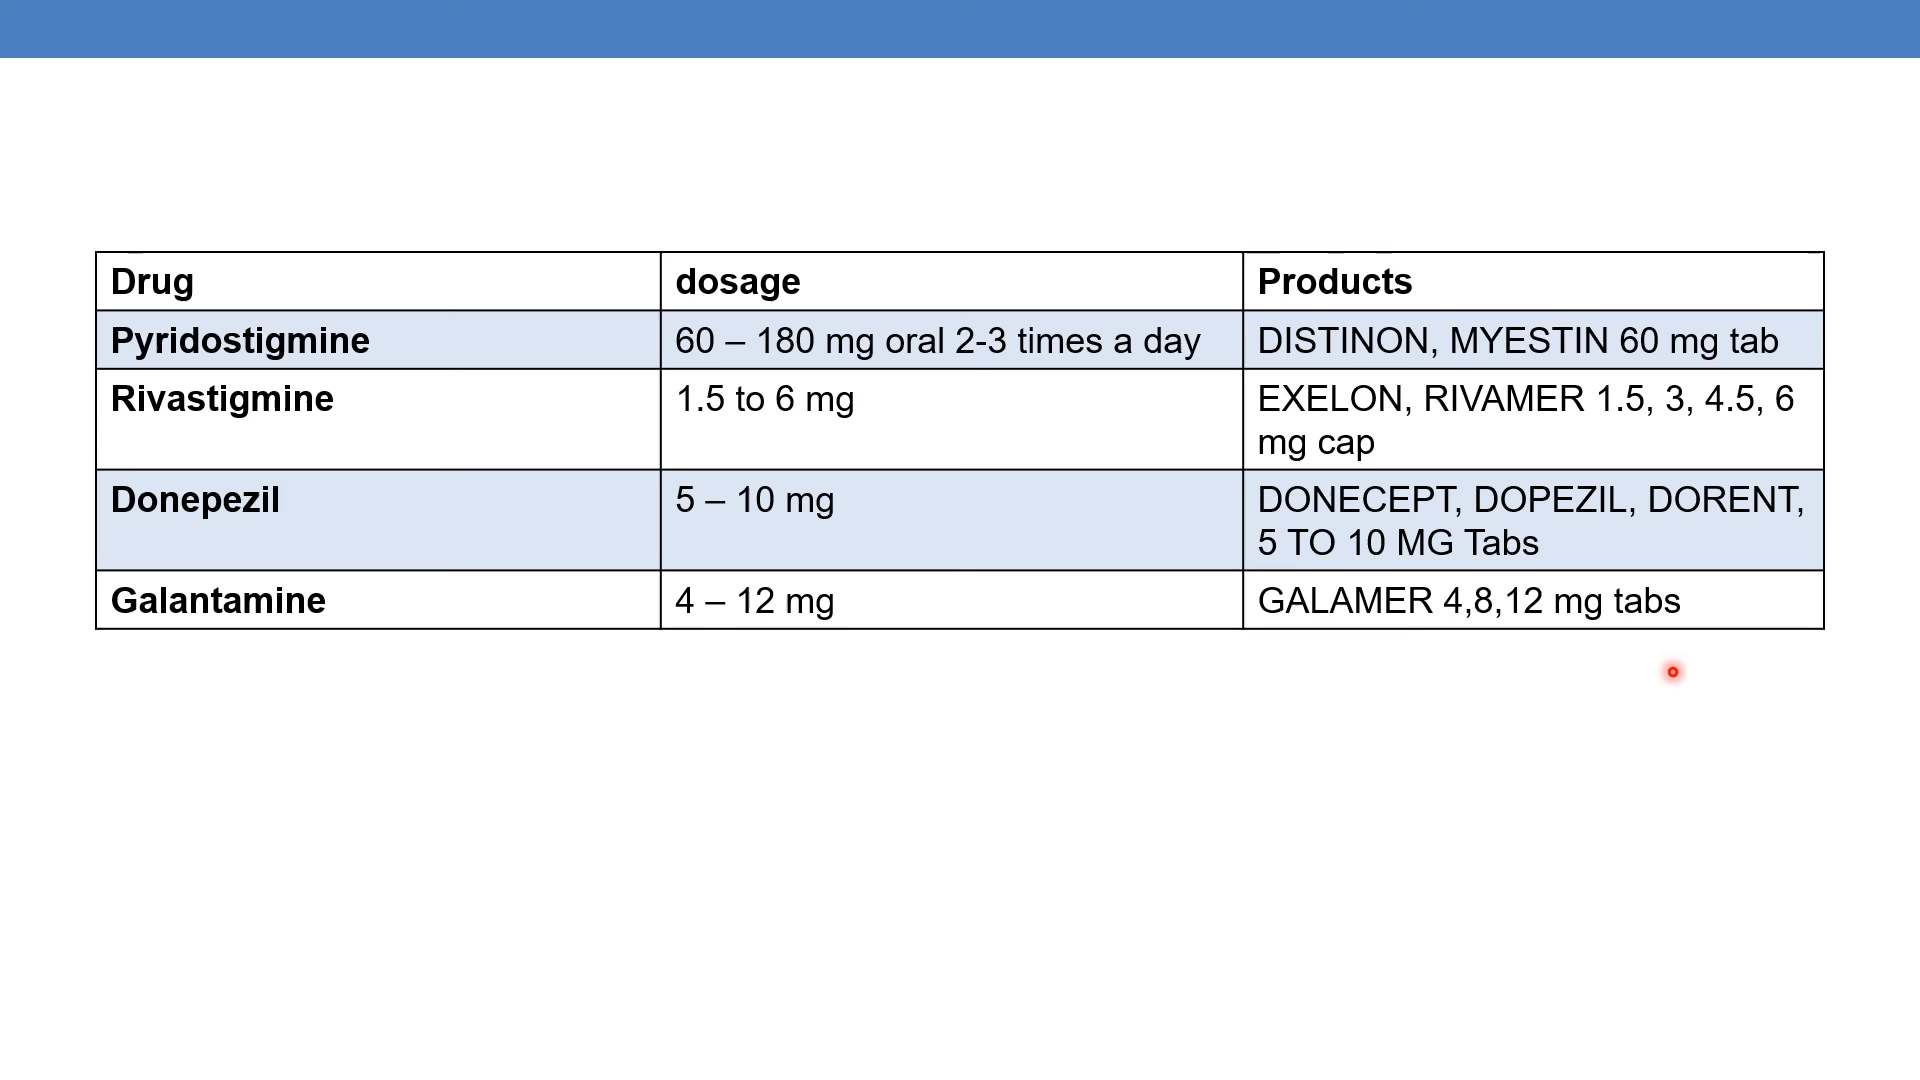 Drug dosage Products
Pyridostigmine 60 – 180 mg oral 2-3 times a day DISTINON, MYESTIN 60 mg tab
Rivastigmine 1.5 to 6 mg EXELON, RIVAMER 1.5, 3, 4.5, 6
mg cap
Donepezil 5 – 10 mg DONECEPT, DOPEZIL, DORENT,
5 TO 10 MG Tabs
Galantamine 4 – 12 mg GALAMER 4,8,12 mg tabs